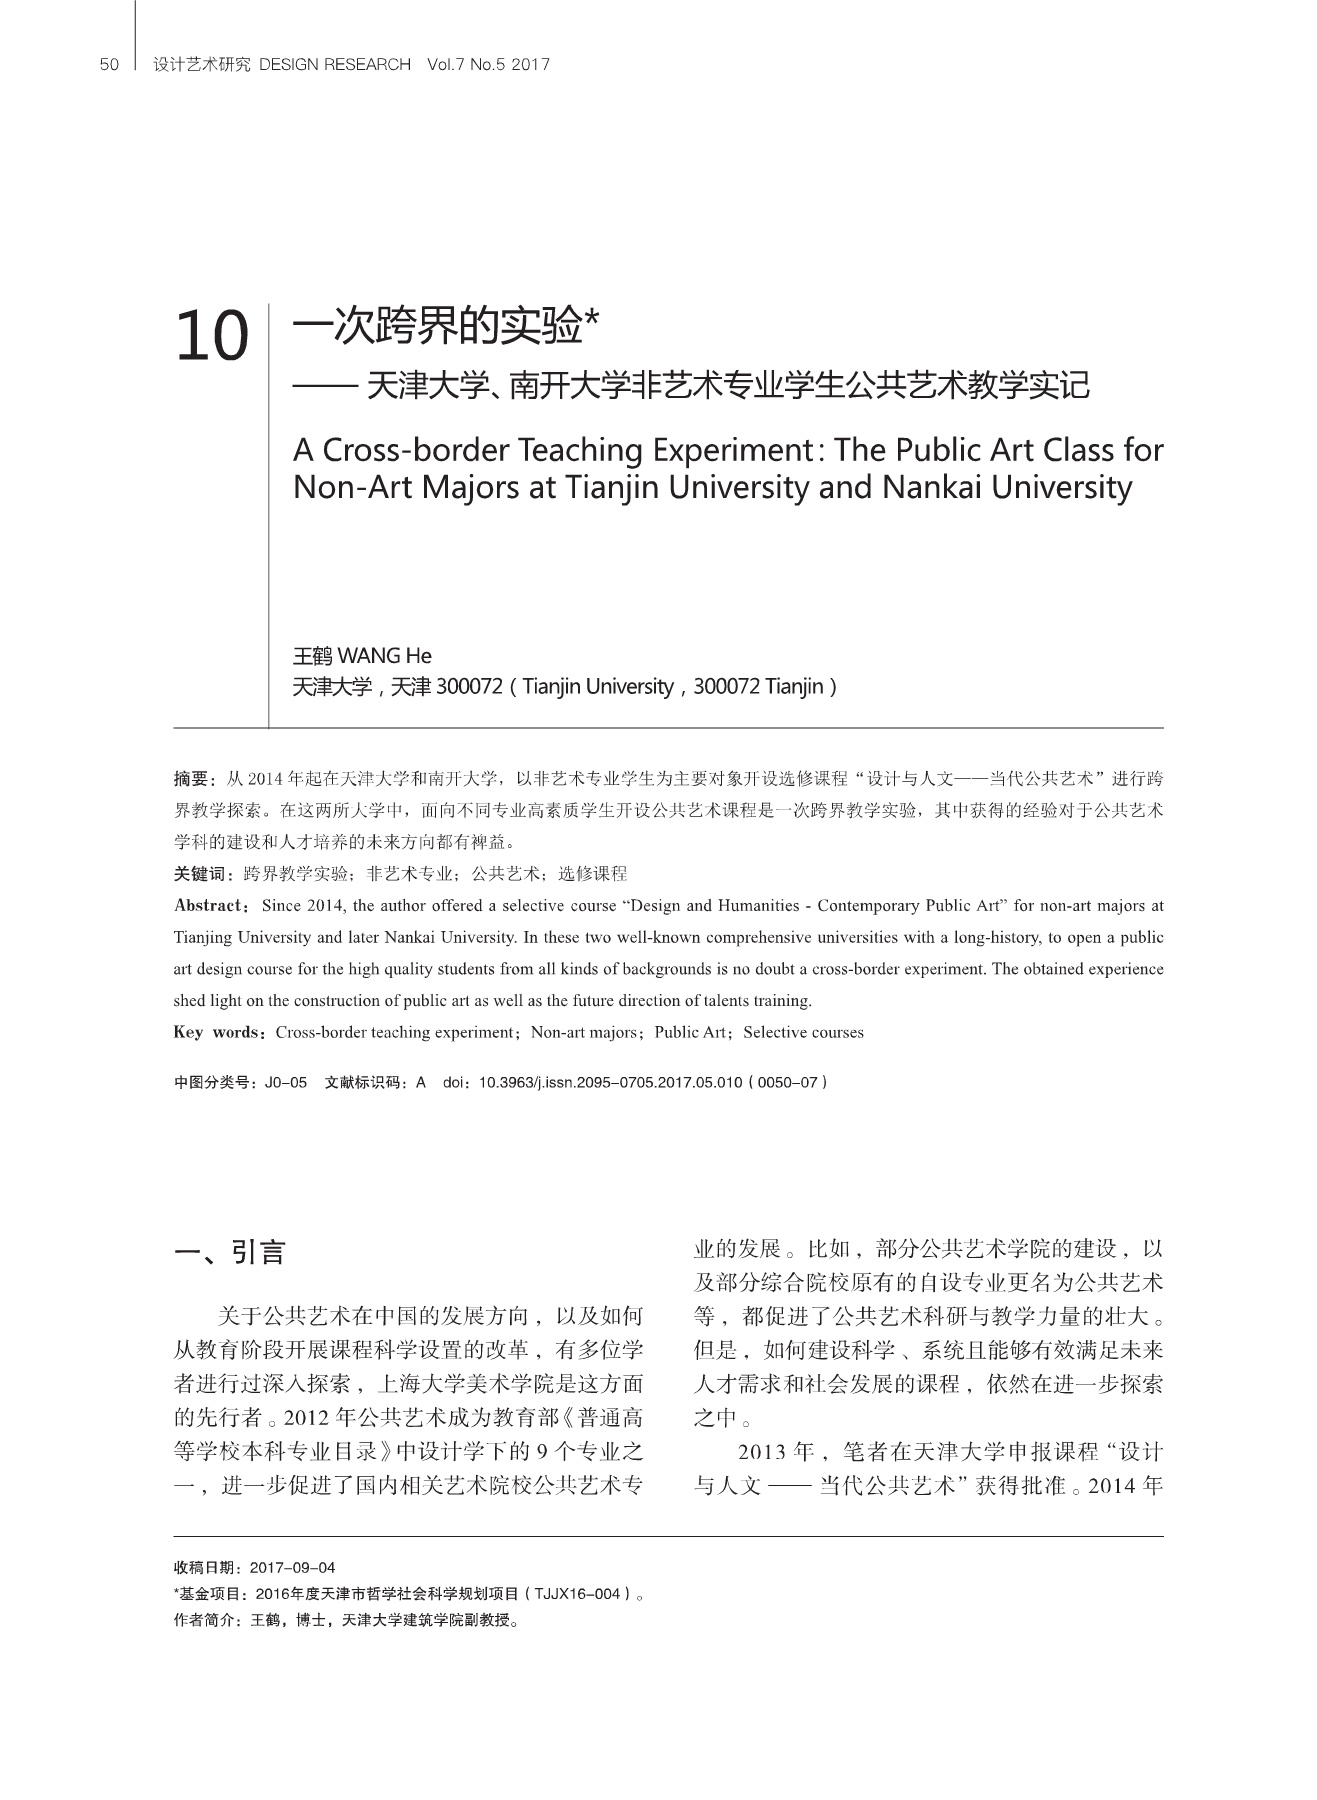 50
设计艺术研究 DESIGN RESEARCH Vol.7 No.5 2017
10
一次跨界的实验*
—— 天津大学、南开大学非艺术专业学生公共艺术教学实记
A Cross-border Teaching Experiment: The Public Art Class for
Non-Art Majors at Tianjin University and Nankai University
王鹤 WANG He
天津大学，天津 300072（Tianjin University，300072 Tianjin）
摘要：从 2014 年起在天津大学和南开大学，以非艺术专业学生为主要对象开设选修课程“设计与人文——当代公共艺术”进行跨
界教学探索。在这两所大学中，面向不同专业高素质学生开设公共艺术课程是一次跨界教学实验，其中获得的经验对于公共艺术
学科的建设和人才培养的未来方向都有裨益。
关键词：跨界教学实验；非艺术专业；公共艺术；选修课程
Abstract：Since 2014, the author offered a selective course “Design and Humanities - Contemporary Public Art” for non-art majors at
Tianjing University and later Nankai University. In these two well-known comprehensive universities with a long-history, to open a public
art design course for the high quality students from all kinds of backgrounds is no doubt a cross-border experiment. The obtained experience
shed light on the construction of public art as well as the future direction of talents training.
Key words：Cross-border teaching experiment；Non-art majors；Public Art；Selective courses
中图分类号：J0-05 文献标识码：A doi：10.3963/j.issn.2095-0705.2017.05.010（0050-07）
一、引言
关于公共艺术在中国的发展方向，以及如何
从教育阶段开展课程科学设置的改革，有多位学
者进行过深入探索，上海大学美术学院是这方面
的先行者。2012 年公共艺术成为教育部《普通高
等学校本科专业目录》中设计学下的 9 个专业之
一，进一步促进了国内相关艺术院校公共艺术专
业的发展。比如，部分公共艺术学院的建设，以
及部分综合院校原有的自设专业更名为公共艺术
等，都促进了公共艺术科研与教学力量的壮大。
但是，如何建设科学、系统且能够有效满足未来
人才需求和社会发展的课程，依然在进一步探索
之中。
2013 年，笔者在天津大学申报课程“设计
与人文 —— 当代公共艺术”获得批准。2014 年
收稿日期：2017-09-04
*基金项目：2016年度天津市哲学社会科学规划项目（TJJX16-004）。
作者简介：王鹤，博士，天津大学建筑学院副教授。